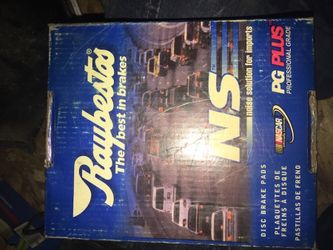 Raybestos®
The best in brakes
NS
noise solution for imports
NASCAR
PG PLUS
PROFESSIONAL GRADE
DISC BRAKE PADS
PLAQUETTES DE
FREINS À DISQUE
PASTILLAS DE FRENO